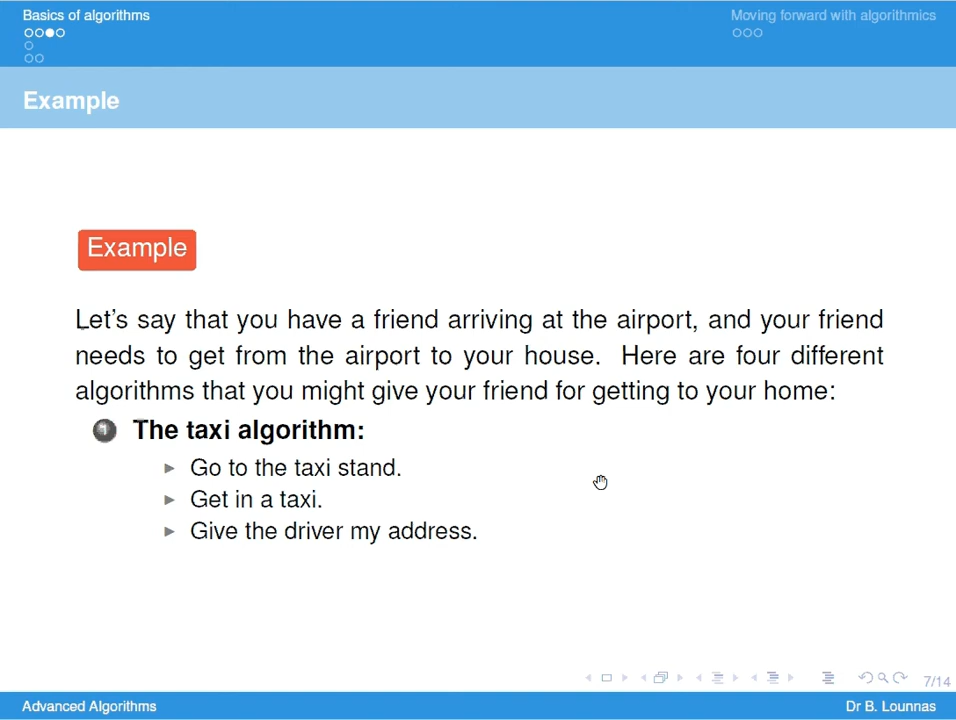 Basics of algorithms
Moving forward with algorithmics
Example
Example
Let's say that you have a friend arriving at the airport, and your friend
needs to get from the airport to your house. Here are four different
algorithms that you might give your friend for getting to your home:
1 The taxi algorithm:
Go to the taxi stand.
Get in a taxi.
Give the driver my address.
7/14
Advanced Algorithms
Dr B. Lounnas